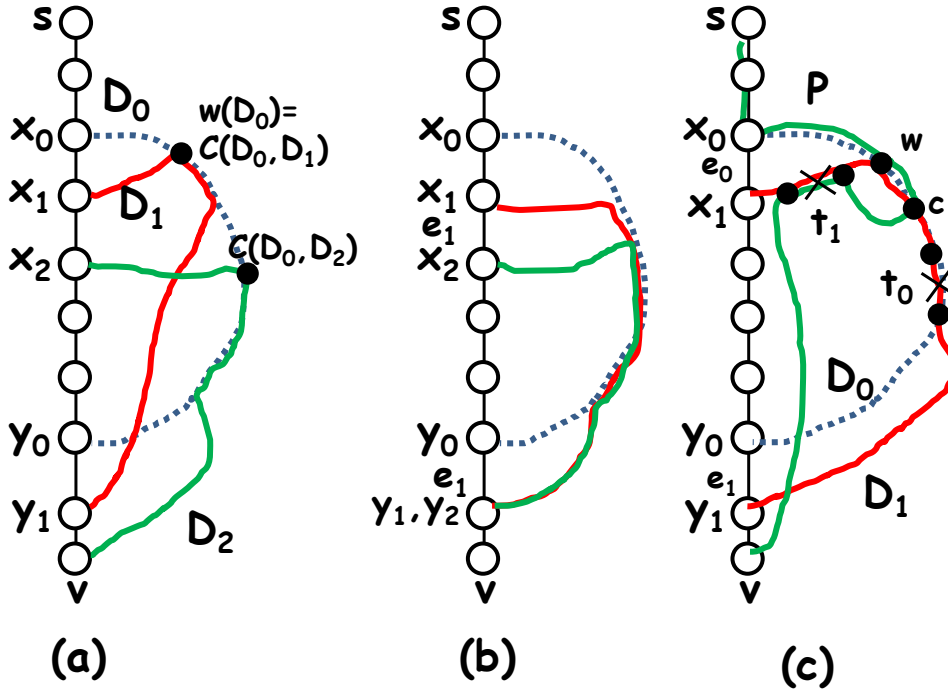 s
D₀
w(D₀)=
C(D₀,D₁)
x₀
x₁
D₁
x₂
C(D₀,D₂)
y₀
y₁
D₂
v
(a)
s
x₀
x₁
e₁
x₂
y₀
e₁
y₁,y₂
v
(b)
s
P
x₀
w
e₀
x₁
c
t₁
t₀
D₀
y₀
e₁
y₁
D₁
v
(c)